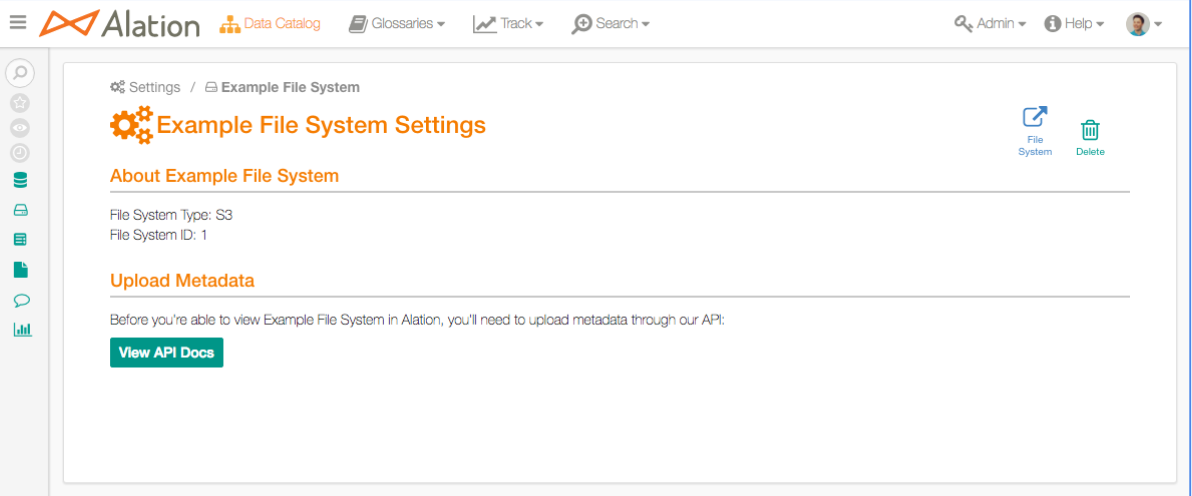 Alation Data Catalog Glossaries Track Search Admin Help
Settings / Example File System
Example File System Settings
File
System
Delete
About Example File System
File System Type: S3
File System ID: 1
Upload Metadata
Before you're able to view Example File System in Alation, you'll need to upload metadata through our API:
View API Docs